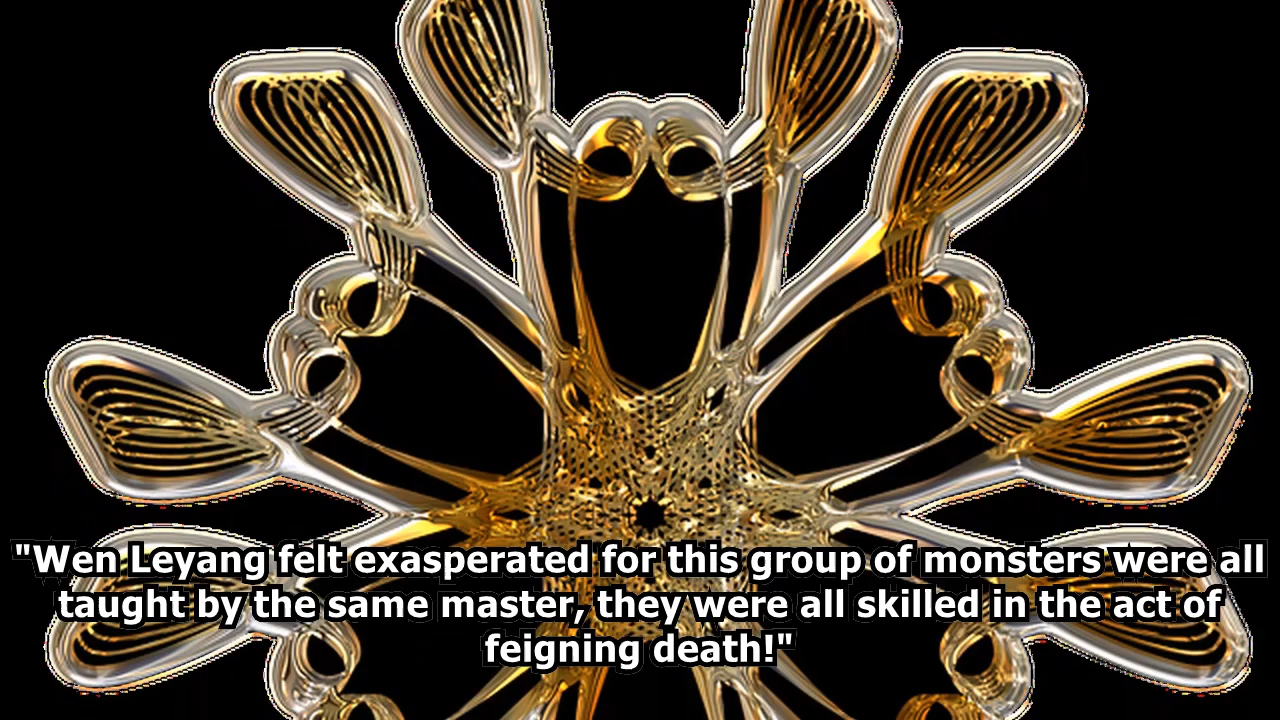 "Wen Leyang felt exasperated for this group of monsters were all
taught by the same master, they were all skilled in the act of
feigning death!"